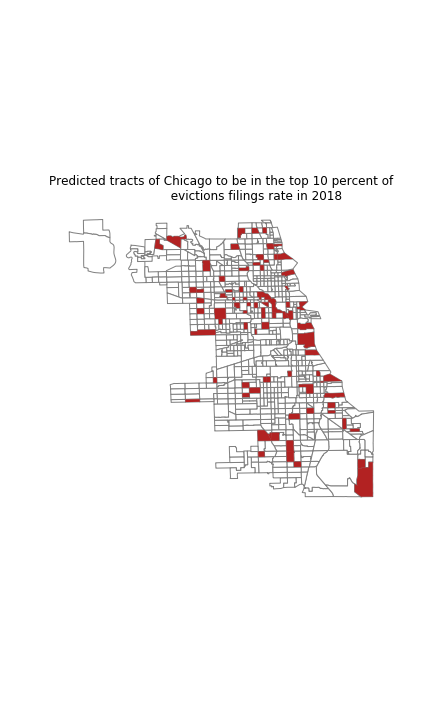 Predicted tracts of Chicago to be in the top 10 percent of
evictions filings rate in 2018